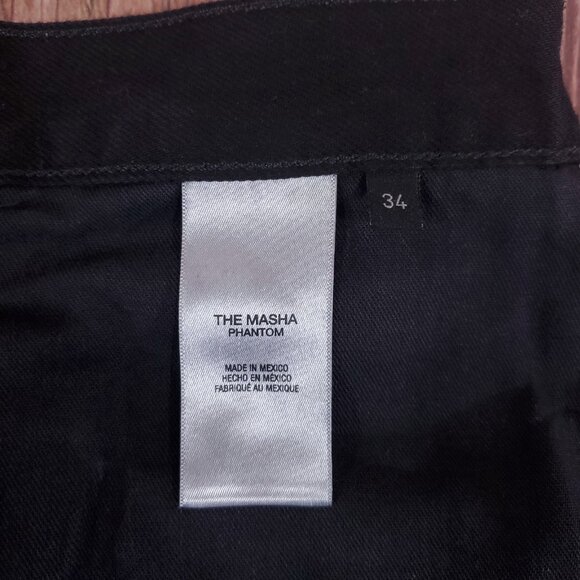 34
THE MASHA
PHANTOM
MADE IN MEXICO
HECHO EN MÉXICO
FABRIQUÉ AU MEXIQUE